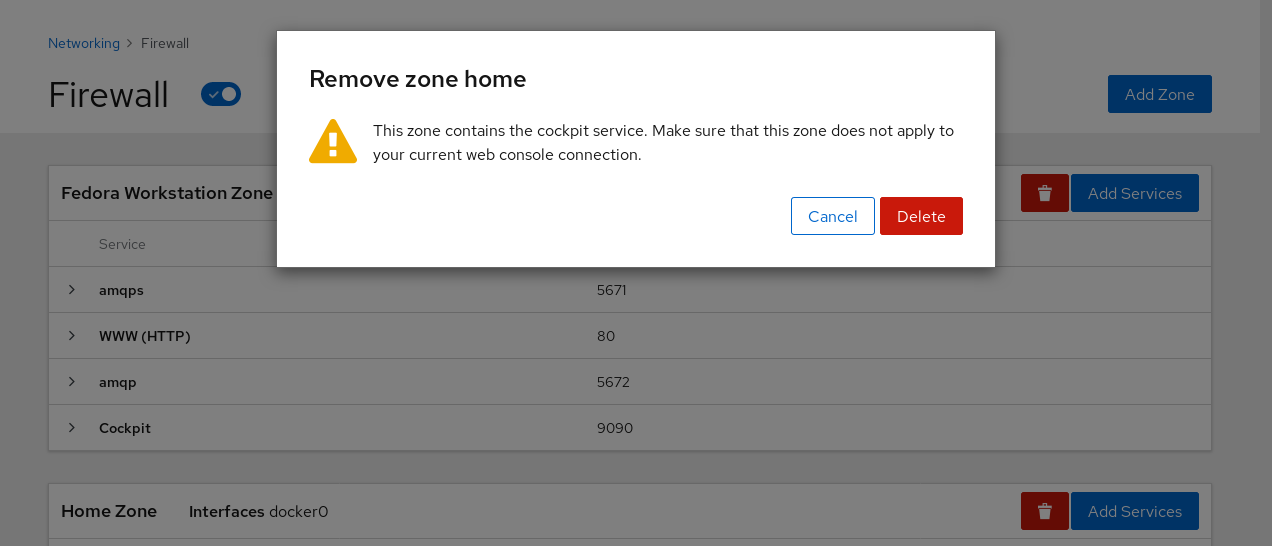 Networking > Firewall
Firewall
Add Zone
Remove zone home
This zone contains the cockpit service. Make sure that this zone does not apply to
your current web console connection.
Cancel Delete
Fedora Workstation Zone
Add Services
Service
amqps 5671
WWW (HTTP) 80
amqp 5672
Cockpit 9090
Home Zone Interfaces docker0
Add Services